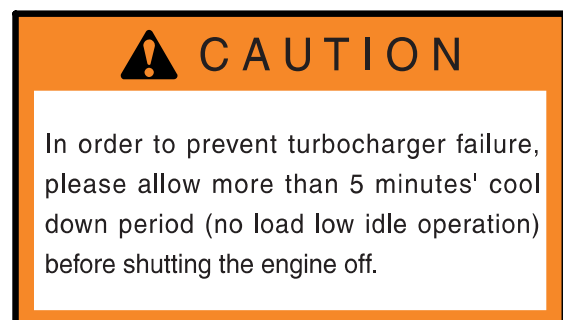 CAUTION
In order to prevent turbocharger failure,
please allow more than 5 minutes' cool
down period (no load low idle operation)
before shutting the engine off.